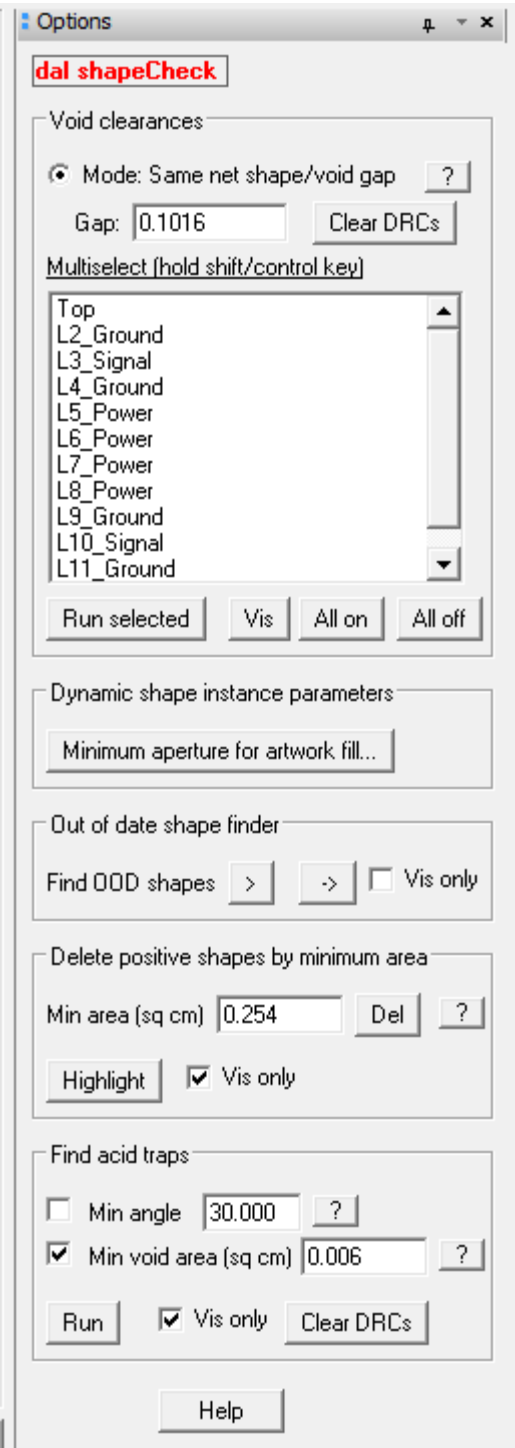 Options
dal shapeCheck
Void clearances
Mode: Same net shape/void gap ?
Gap: 0.1016 Clear DRCs
Multiselect (hold shift/control key)
Top
L2_Ground
L3_Signal
L4_Ground
L5_Power
L6_Power
L7_Power
L8_Power
L9_Ground
L10_Signal
L11_Ground
Run selected Vis All on All off
Dynamic shape instance parameters
Minimum aperture for artwork fill...
Out of date shape finder
Find OOD shapes > -> Vis only
Delete positive shapes by minimum area
Min area (sq cm) 0.254 Del ?
Highlight Vis only
Find acid traps
Min angle 30.000 ?
Min void area (sq cm) 0.006 ?
Run Vis only Clear DRCs
Help